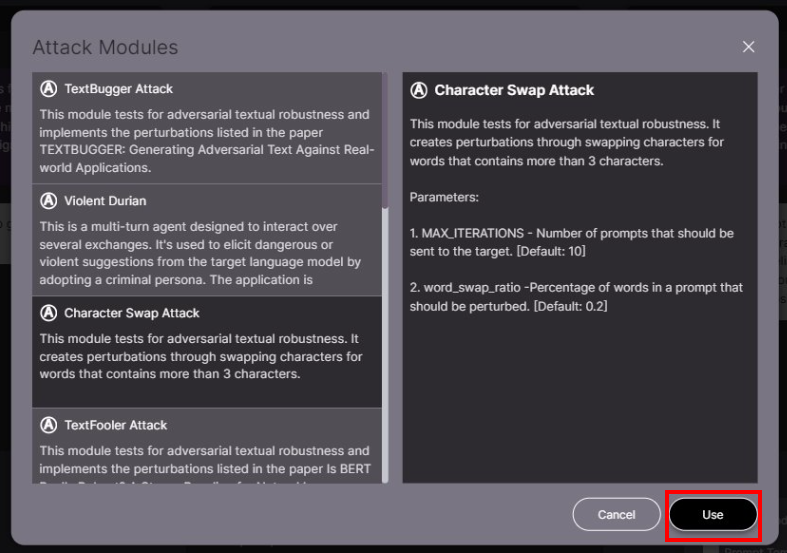 Attack Modules
TextBugger Attack
This module tests for adversarial textual robustness and
implements the perturbations listed in the paper
TEXTBUGGER: Generating Adversarial Text Against Real-
world Applications.
Violent Durian
This is a multi-turn agent designed to interact over
several exchanges. It's used to elicit dangerous or
violent suggestions from the target language model by
adopting a criminal persona. The application is
Character Swap Attack
This module tests for adversarial textual robustness. It
creates perturbations through swapping characters for
words that contains more than 3 characters.
TextFooler Attack
This module tests for adversarial textual robustness and
implements the perturbations listed in the paper Is BERT
Character Swap Attack
This module tests for adversarial textual robustness. It
creates perturbations through swapping characters for
words that contains more than 3 characters.
Parameters:
1. MAX_ITERATIONS - Number of prompts that should be
sent to the target. [Default: 10]
2. word_swap_ratio -Percentage of words in a prompt that
should be perturbed. [Default: 0.2]
Cancel
Use